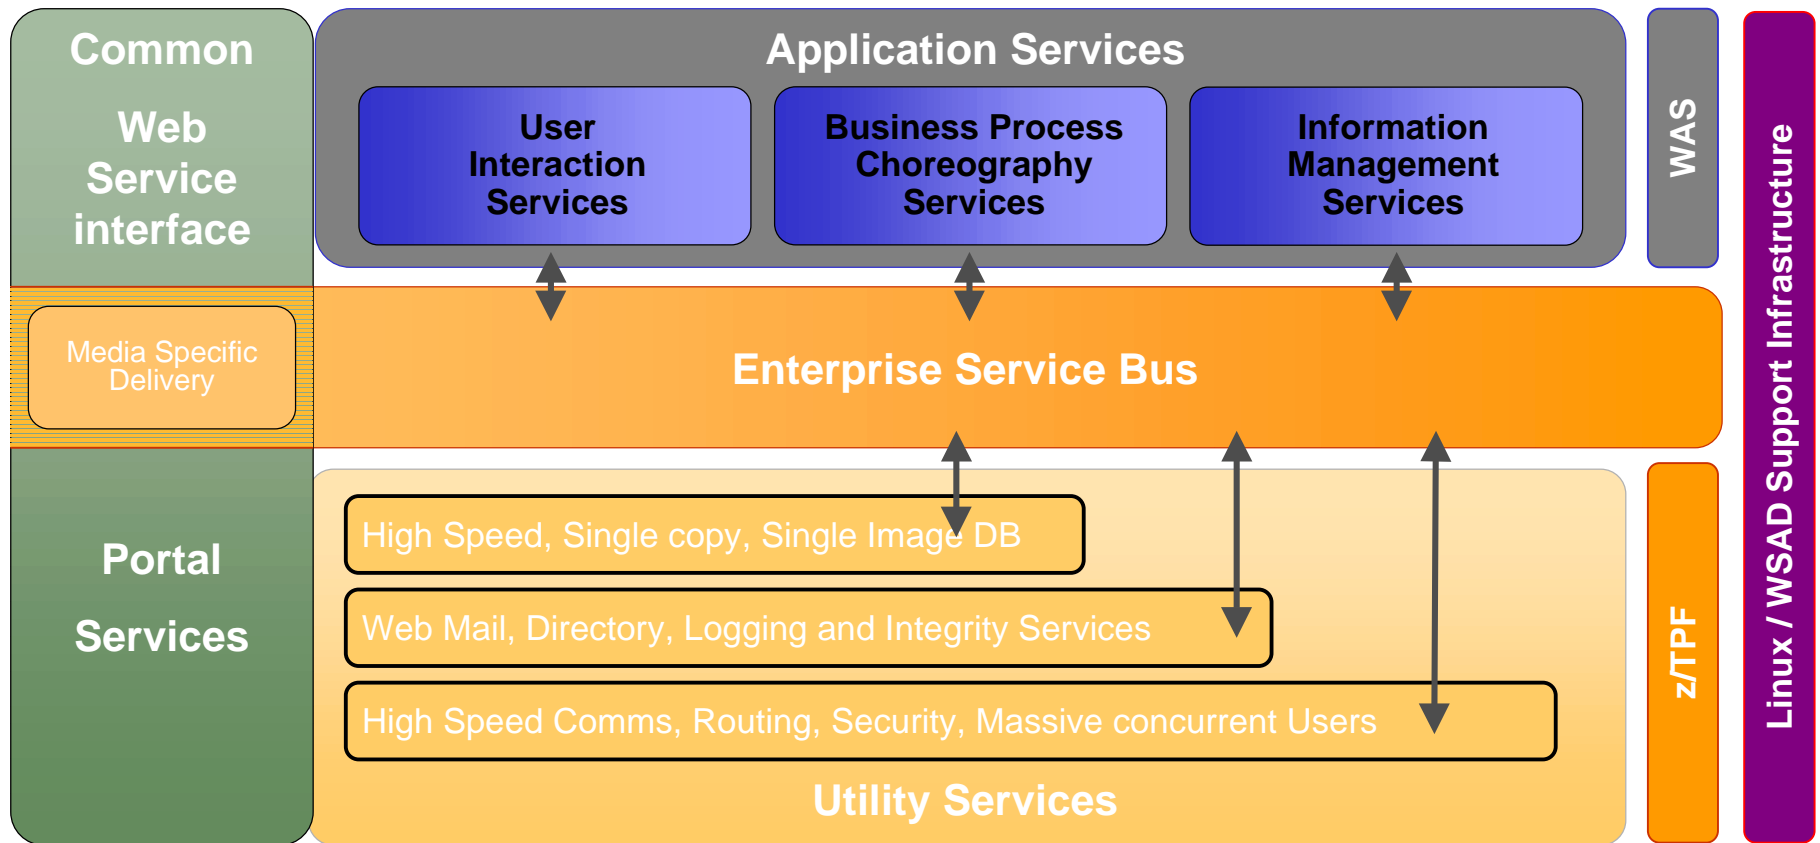 Common
Web
Service
interface
Application Services
User
Interaction
Services
Business Process
Choreography
Services
Information
Management
Services
WAS
Linux / WSAD Support Infrastructure
Media Specific
Delivery
Enterprise Service Bus
Portal
Services
High Speed, Single copy, Single Image DB
Web Mail, Directory, Logging and Integrity Services
High Speed Comms, Routing, Security, Massive concurrent Users
Utility Services
z/TPF